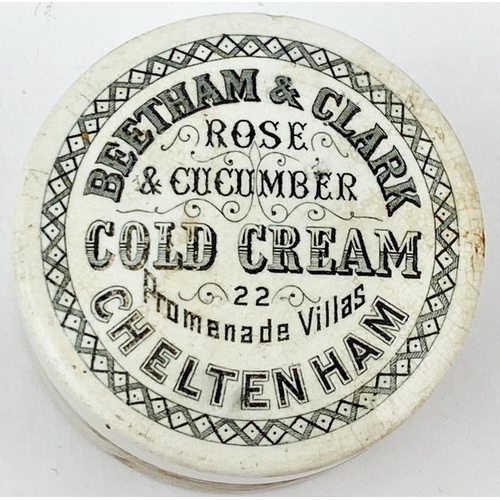 BEETHAM & CLARK
ROSE
& CUCUMBER
COLD CREAM
22
Promenade Villas
CHELTENHAM